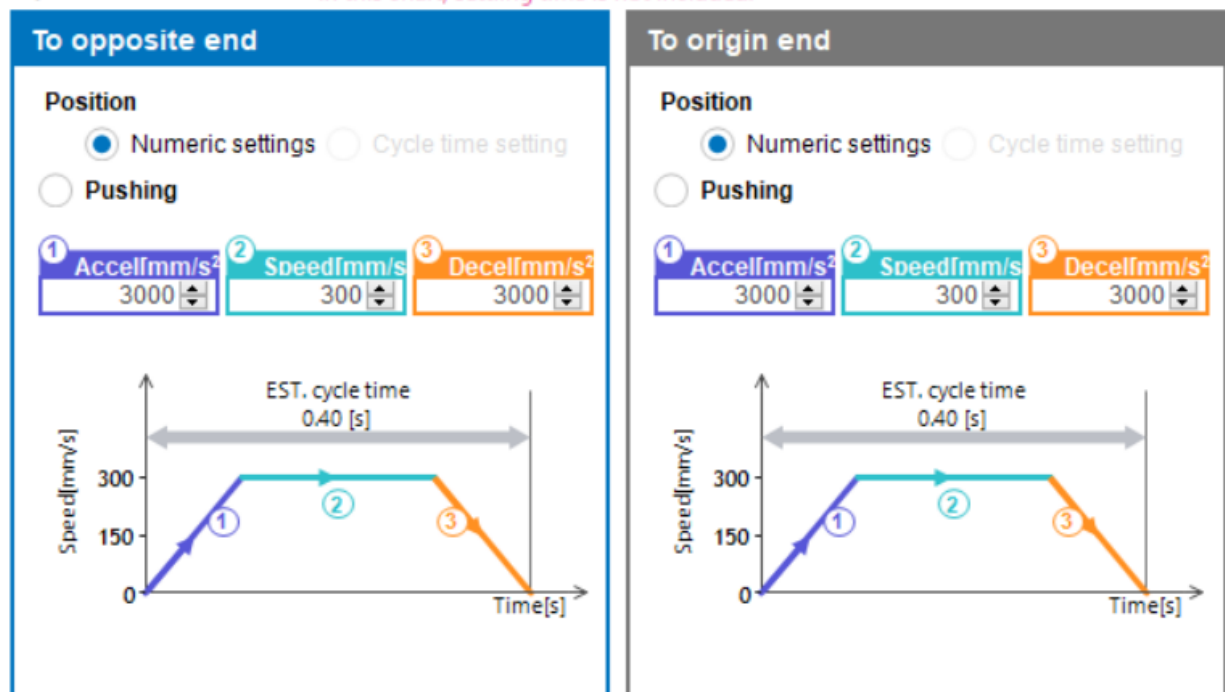 To opposite end
Position
Numeric settings Cycle time setting
Pushing
1 Accel[mm/s² 2 Speed[mm/s 3 Decel[mm/s²
3000 300 3000
EST. cycle time
0.40 [s]
Speed[mm/s]
300
150
0
1
2
3
Time[s]
To origin end
Position
Numeric settings Cycle time setting
Pushing
1 Accel[mm/s² 2 Speed[mm/s 3 Decel[mm/s²
3000 300 3000
EST. cycle time
0.40 [s]
Speed[mm/s]
300
150
0
1
2
3
Time[s]